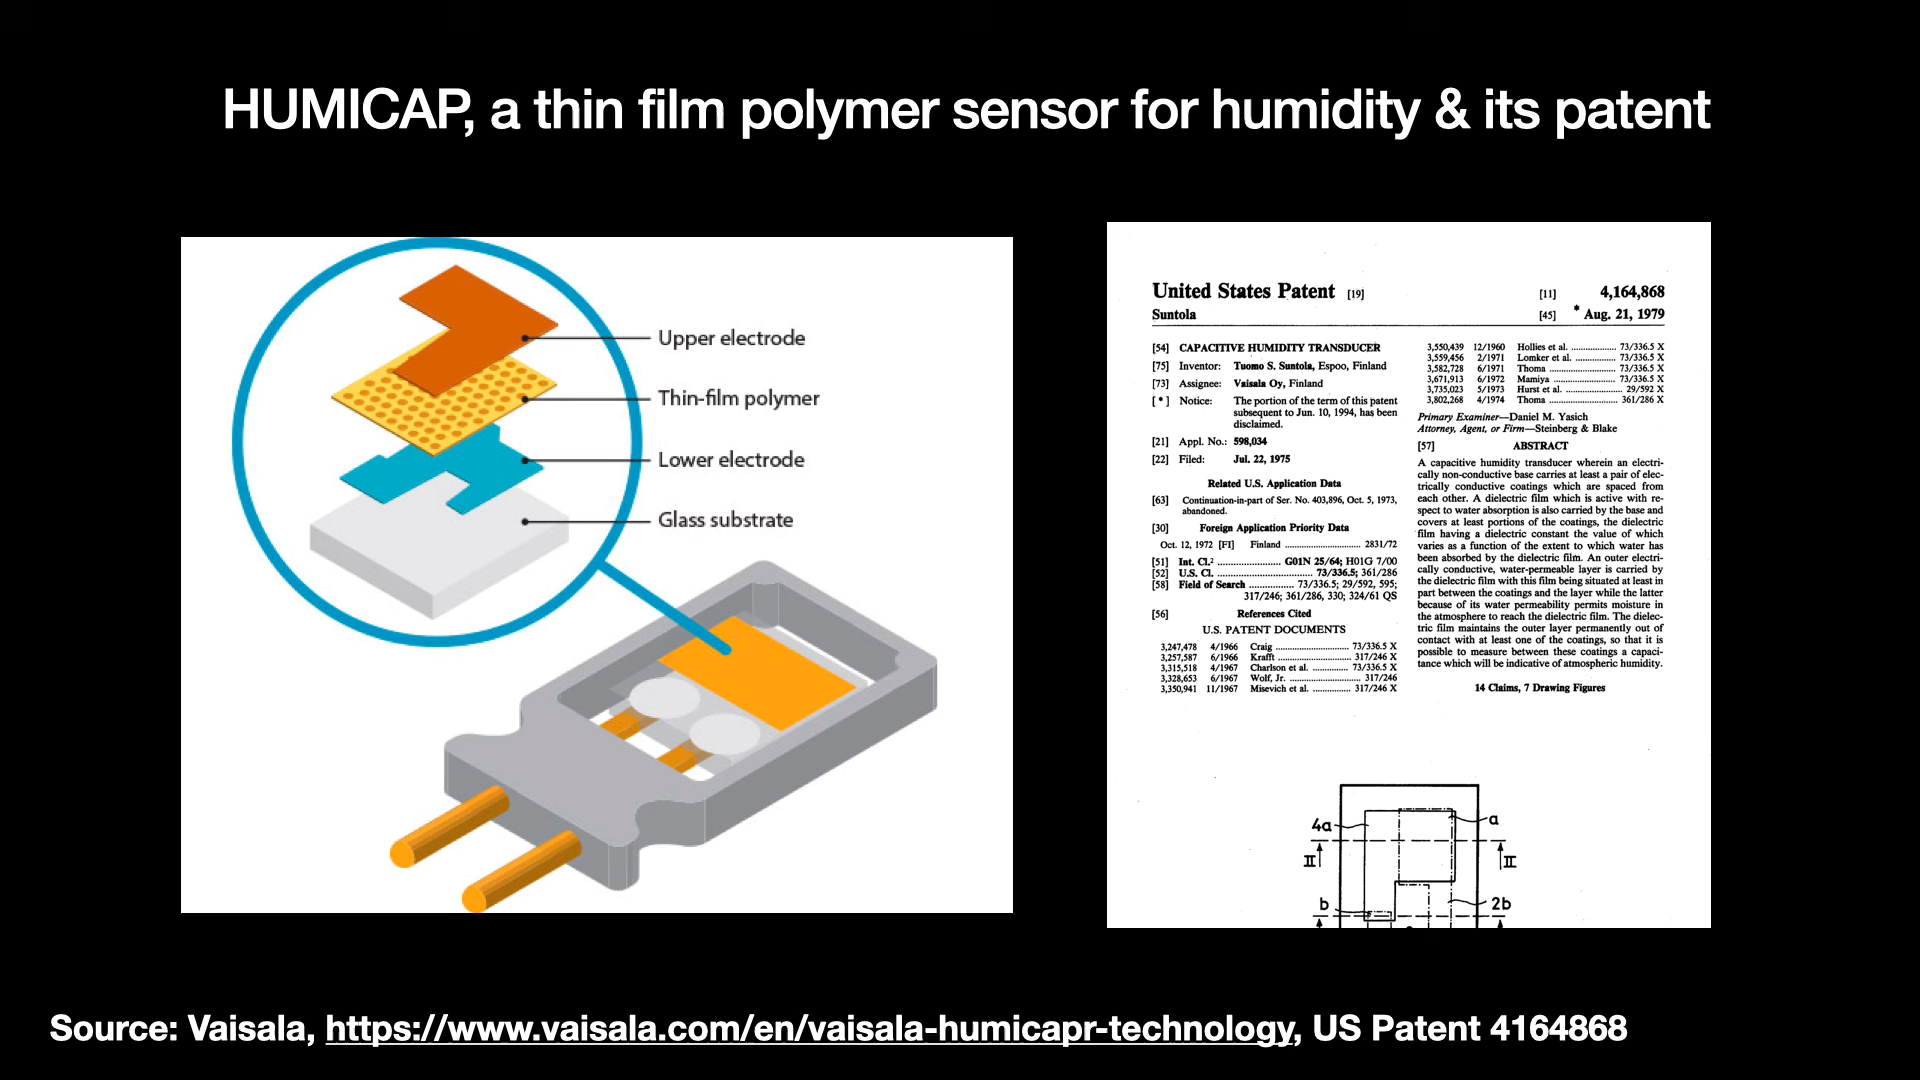 HUMICAP, a thin film polymer sensor for humidity & its patent
Upper electrode
Thin-film polymer
Lower electrode
Glass substrate
United States Patent [19]
Suntola
[11] 4,164,868
[45] * Aug. 21, 1979
[54] CAPACITIVE HUMIDITY TRANSDUCER
[75] Inventor: Tuomo S. Suntola, Espoo, Finland
[73] Assignee: Vaisala Oy, Finland
[ * ] Notice: The portion of the term of this patent
subsequent to Jun. 10, 1994, has been
disclaimed.
[21] Appl. No.: 598,034
[22] Filed: Jul. 22, 1975
Related U.S. Application Data
[63] Continuation-in-part of Ser. No. 403,896, Oct. 5, 1973,
abandoned.
[30] Foreign Application Priority Data
Oct. 12, 1972 [FI] Finland .................................. 2831/72
[51] Int. Cl.² ........................ G01N 25/64; H01G 7/00
[52] U.S. Cl. ................................ 73/336.5; 361/286
[58] Field of Search .............. 73/336.5; 29/592, 595;
317/246; 361/286, 330; 324/61 QS
[56] References Cited
U.S. PATENT DOCUMENTS
3,247,478 4/1966 Craig ............................ 73/336.5 X
3,257,587 6/1966 Krafft ............................ 317/246 X
3,315,518 4/1967 Charlson et al. ............. 73/336.5 X
3,328,653 6/1967 Wolf, Jr. ........................... 317/246
3,350,941 11/1967 Misevich et al. .............. 317/246 X
3,550,439 12/1960 Hollies et al. ................. 73/336.5 X
3,559,456 2/1971 Lomker et al. ................ 73/336.5 X
3,582,728 6/1971 Thoma ........................... 73/336.5 X
3,671,913 6/1972 Mamiya ......................... 73/336.5 X
3,735,023 5/1973 Hurst et al. ........................ 29/592 X
3,802,268 4/1974 Thoma ............................ 361/286 X
Primary Examiner—Daniel M. Yasich
Attorney, Agent, or Firm—Steinberg & Blake
[57] ABSTRACT
A capacitive humidity transducer wherein an electri-
cally non-conductive base carries at least a pair of elec-
trically conductive coatings which are spaced from
each other. A dielectric film which is active with re-
spect to water absorption is also carried by the base and
covers at least portions of the coatings, the dielectric
film having a dielectric constant the value of which
varies as a function of the extent to which water has
been absorbed by the dielectric film. An outer electri-
cally conductive, water-permeable layer is carried by
the dielectric film with this film being situated at least in
part between the coatings and the layer while the latter
because of its water permeability permits moisture in
the atmosphere to reach the dielectric film. The dielec-
tric film maintains the outer layer permanently out of
contact with at least one of the coatings, so that it is
possible to measure between these coatings a capaci-
tance which will be indicative of atmospheric humidity.
14 Claims, 7 Drawing Figures
4a a
II II
b 2b
Source: Vaisala, https://www.vaisala.com/en/vaisala-humicapr-technology, US Patent 4164868